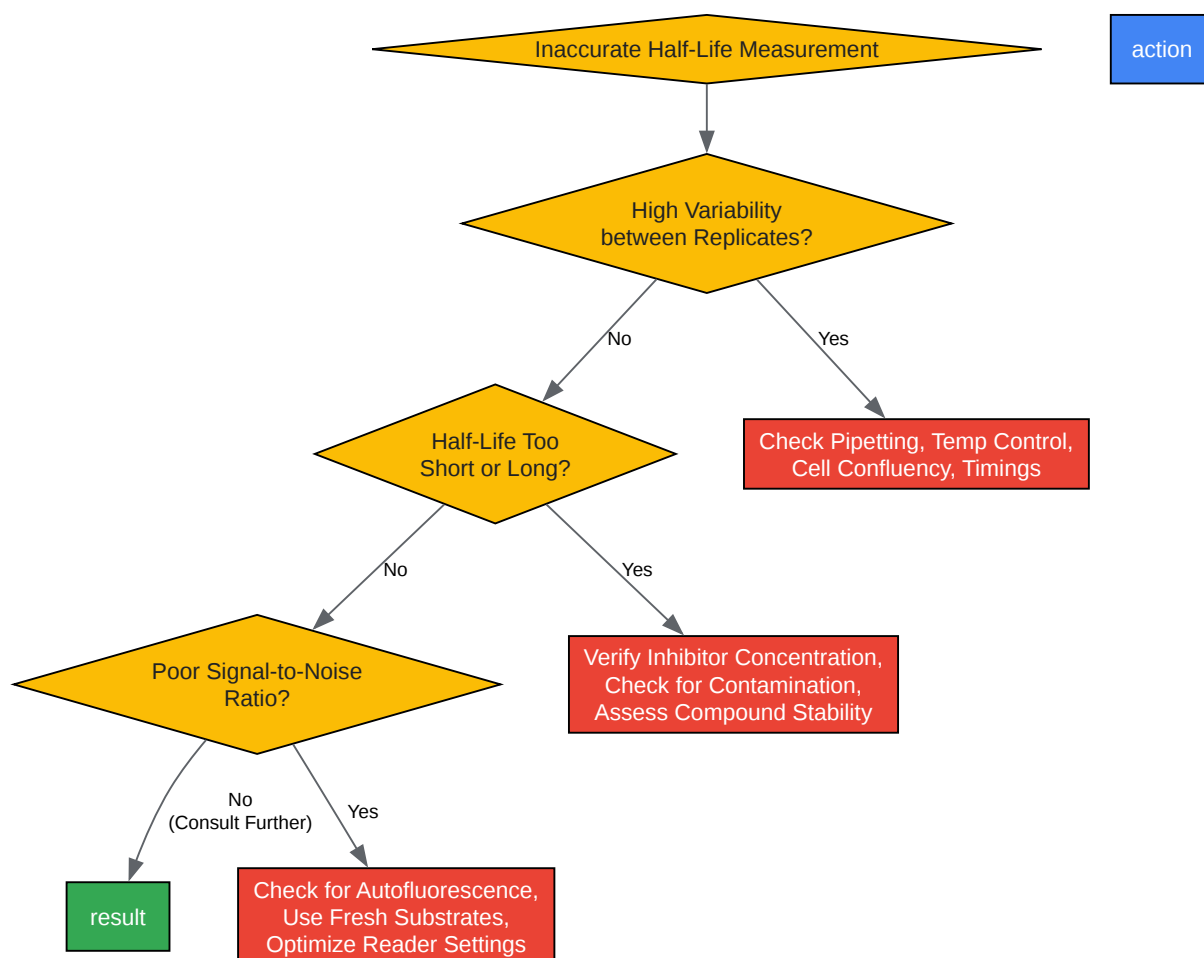 Inaccurate Half-Life Measurement
action
High Variability
between Replicates?
No
Yes
Half-Life Too
Short or Long?
Check Pipetting, Temp Control,
Cell Confluency, Timings
No
Yes
Poor Signal-to-Noise
Ratio?
Verify Inhibitor Concentration,
Check for Contamination,
Assess Compound Stability
No
(Consult Further)
Yes
result
Check for Autofluorescence,
Use Fresh Substrates,
Optimize Reader Settings